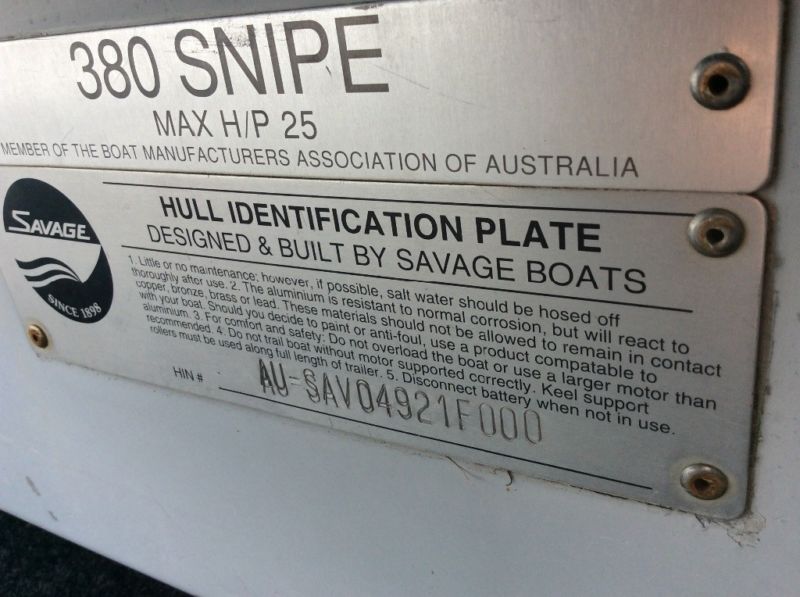 380 SNIPE
MAX H/P 25
MEMBER OF THE BOAT MANUFACTURERS ASSOCIATION OF AUSTRALIA
SAVAGE
SINCE 1898
HULL IDENTIFICATION PLATE
DESIGNED & BUILT BY SAVAGE BOATS
1. Little or no maintenance; however, if possible, salt water should be hosed off
thoroughly after use. 2. The aluminium is resistant to normal corrosion, but will react to
copper, bronze, brass or lead. These materials should not be allowed to remain in contact
with your boat. Should you decide to paint or anti-foul, use a product compatable to
aluminium. 3. For comfort and safety: Do not overload the boat or use a larger motor than
recommended. 4. Do not trail boat without motor supported correctly. Keel support
rollers must be used along full length of trailer. 5. Disconnect battery when not in use.
HIN # AU-SAV04921F000